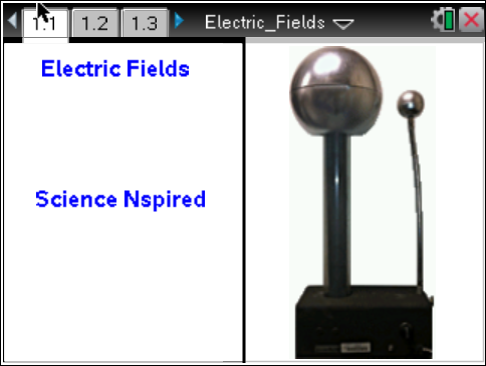 1.1 1.2 1.3 Electric_Fields
Electric Fields
Science Nspired